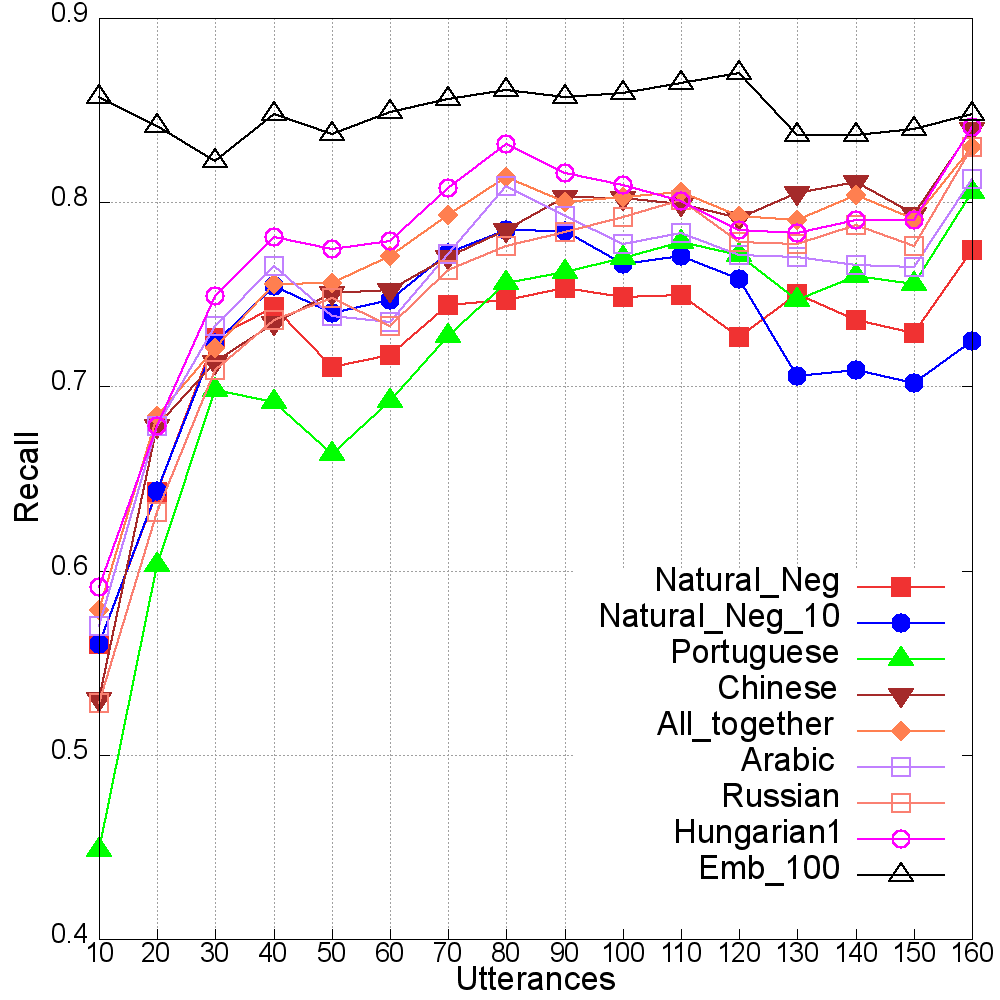 0.9
0.8
0.7
0.6
0.5
0.4
Recall
Natural_Neg
Natural_Neg_10
Portuguese
Chinese
All_together
Arabic
Russian
Hungarian1
Emb_100
10 20 30 40 50 60 70 80 90 100 110 120 130 140 150 160
Utterances